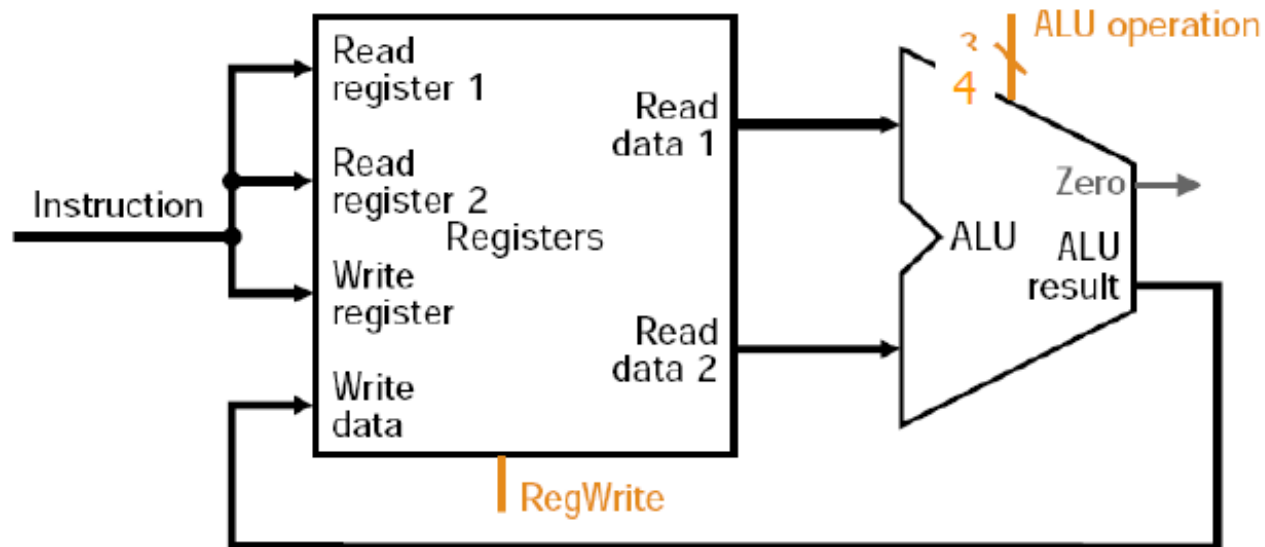 ALU operation
3
4
Read
register 1
Read
data 1
Read
register 2
Zero
Instruction
Registers
ALU
ALU
result
Write
register
Read
data 2
Write
data
RegWrite